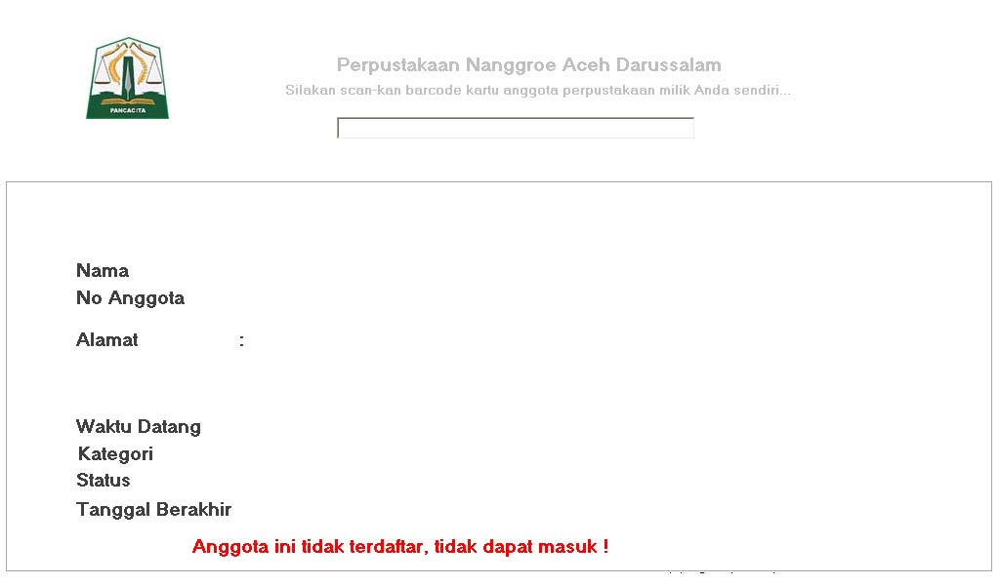 Perpustakaan Nanggroe Aceh Darussalam
Silakan scan-kan barcode kartu anggota perpustakaan milik Anda sendiri...
PANCACITA
Nama
No Anggota
Alamat :
Waktu Datang
Kategori
Status
Tanggal Berakhir
Anggota ini tidak terdaftar, tidak dapat masuk !